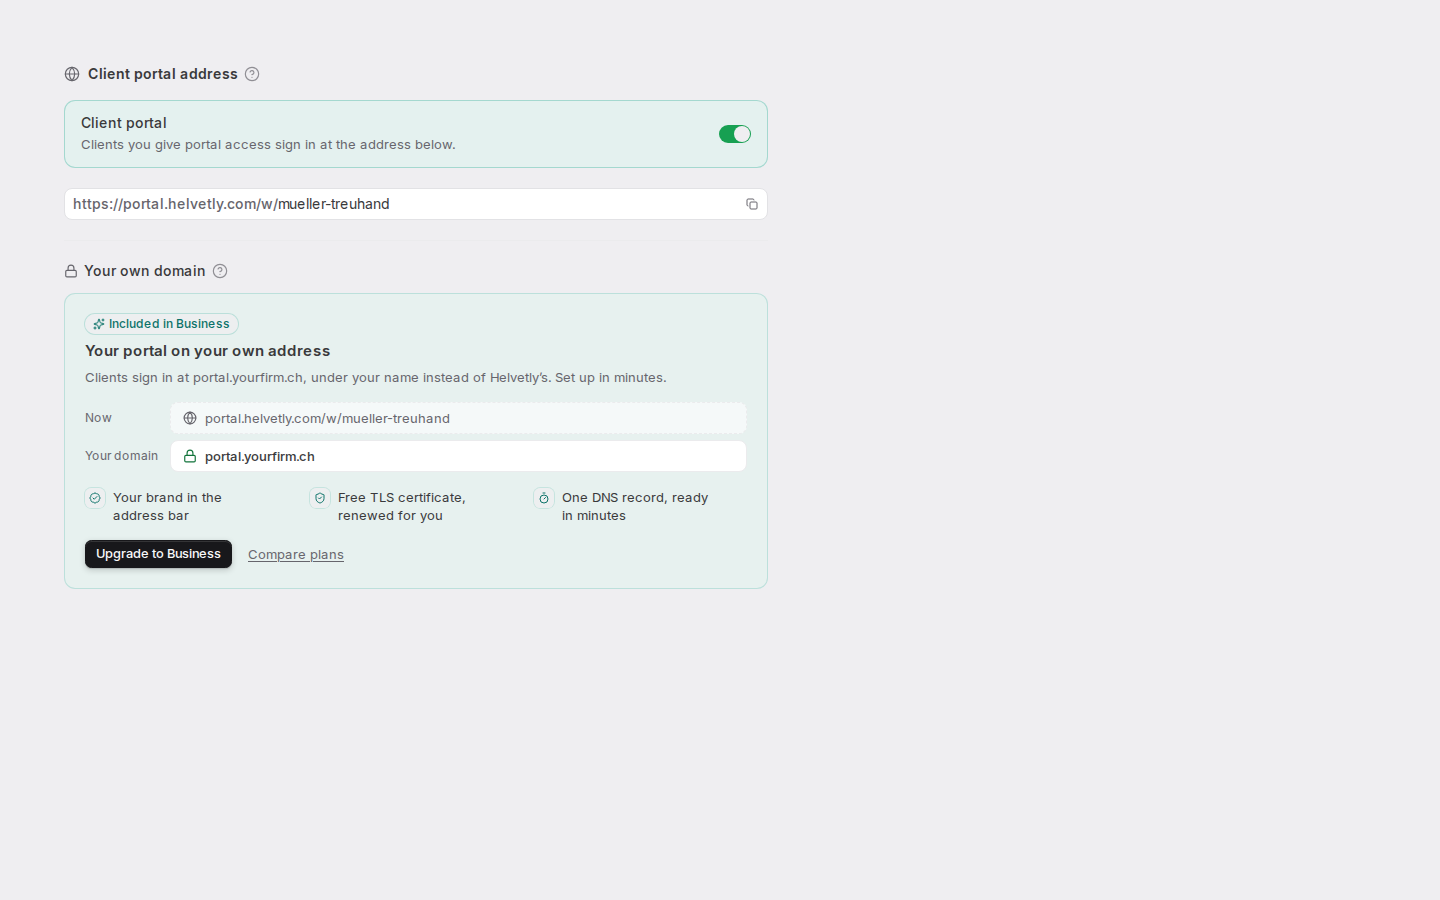 Client portal address
Client portal
Clients you give portal access sign in at the address below.
https://portal.helvetly.com/w/mueller-treuhand
Your own domain
Included in Business
Your portal on your own address
Clients sign in at portal.yourfirm.ch, under your name instead of Helvetly’s. Set up in minutes.
Now
portal.helvetly.com/w/mueller-treuhand
Your domain
portal.yourfirm.ch
Your brand in the
address bar
Free TLS certificate,
renewed for you
One DNS record, ready
in minutes
Upgrade to Business
Compare plans